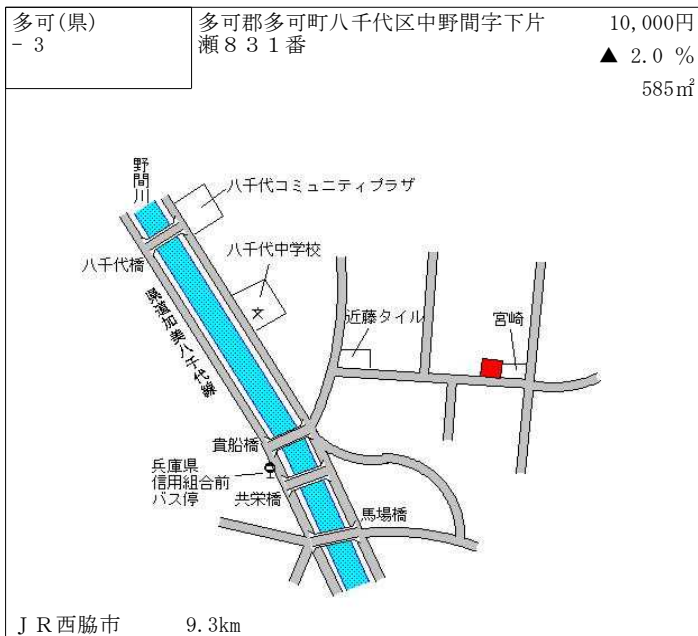 多可(県)
- 3
多可郡多可町八千代区中野間字下片
瀬８３１番
10,000円
▲ 2.0 %
585㎡
野間川
八千代コミュニティプラザ
八千代橋
八千代中学校
文
県道加美八千代線
近藤タイル
宮崎
貴船橋
兵庫県
信用組合前
バス停
共栄橋
馬場橋
ＪＲ西脇市 9.3km